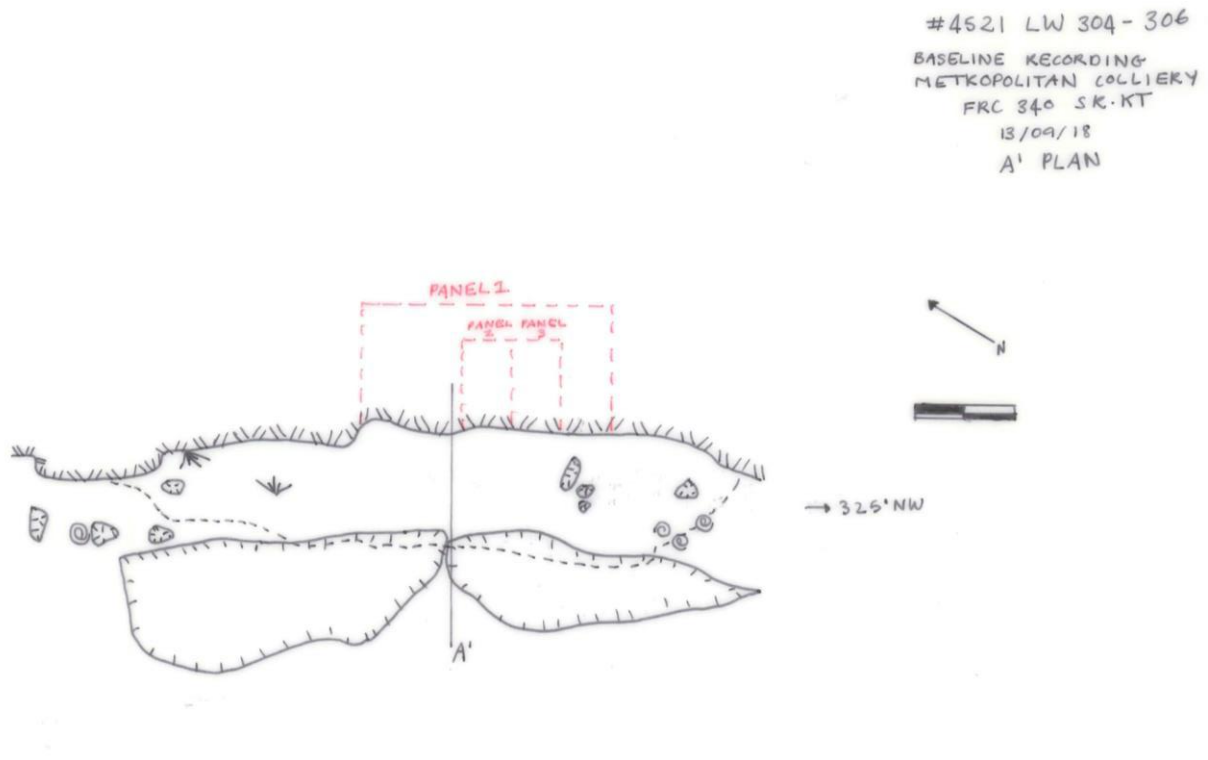 #4521 LW 304 - 306
BASELINE RECORDING
METROPOLITAN COLLIERY
FRC 340 SR.KT
13/09/18
A' PLAN
PANEL 1
PANEL 2
PANEL 3
N
→ 325° NW
A'